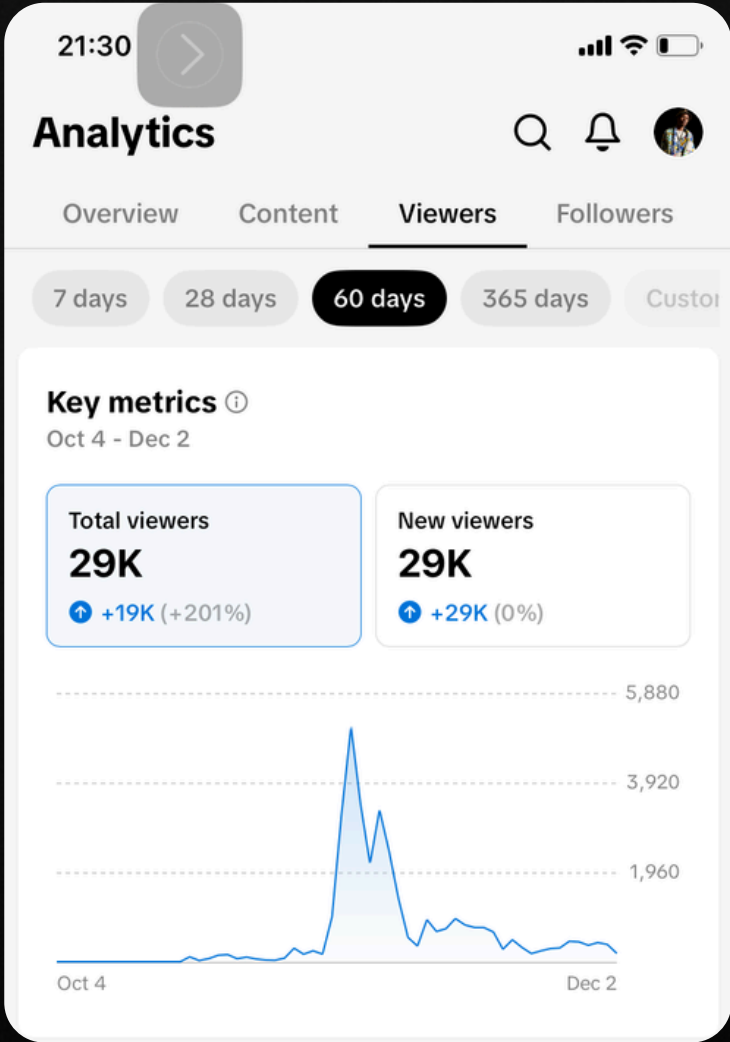 21:30
Analytics
Overview Content Viewers Followers
7 days 28 days 60 days 365 days Custor
Key metrics
Oct 4 - Dec 2
Total viewers New viewers
29K 29K
+19K (+201%) +29K (0%)
5,880
3,920
1,960
Oct 4 Dec 2